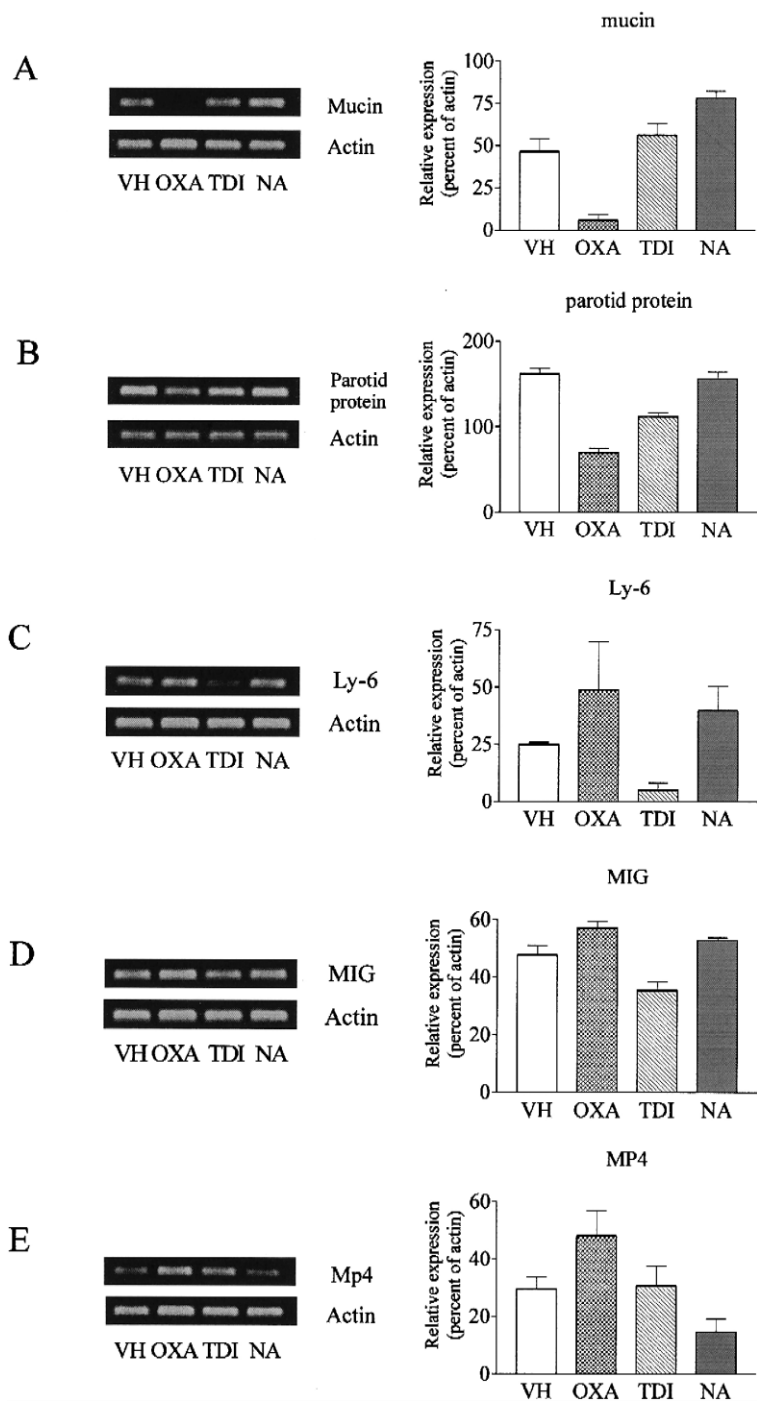 A
Mucin
Actin
VH OXA TDI NA
mucin
Relative expression
(percent of actin)
100
75
50
25
0
VH OXA TDI NA
B
Parotid
protein
Actin
VH OXA TDI NA
parotid protein
Relative expression
(percent of actin)
200
100
0
VH OXA TDI NA
C
Ly-6
Actin
VH OXA TDI NA
Ly-6
Relative expression
(percent of actin)
75
50
25
0
VH OXA TDI NA
D
MIG
Actin
VH OXA TDI NA
MIG
Relative expression
(percent of actin)
60
40
20
0
VH OXA TDI NA
E
Mp4
Actin
VH OXA TDI NA
MP4
Relative expression
(percent of actin)
60
40
20
0
VH OXA TDI NA